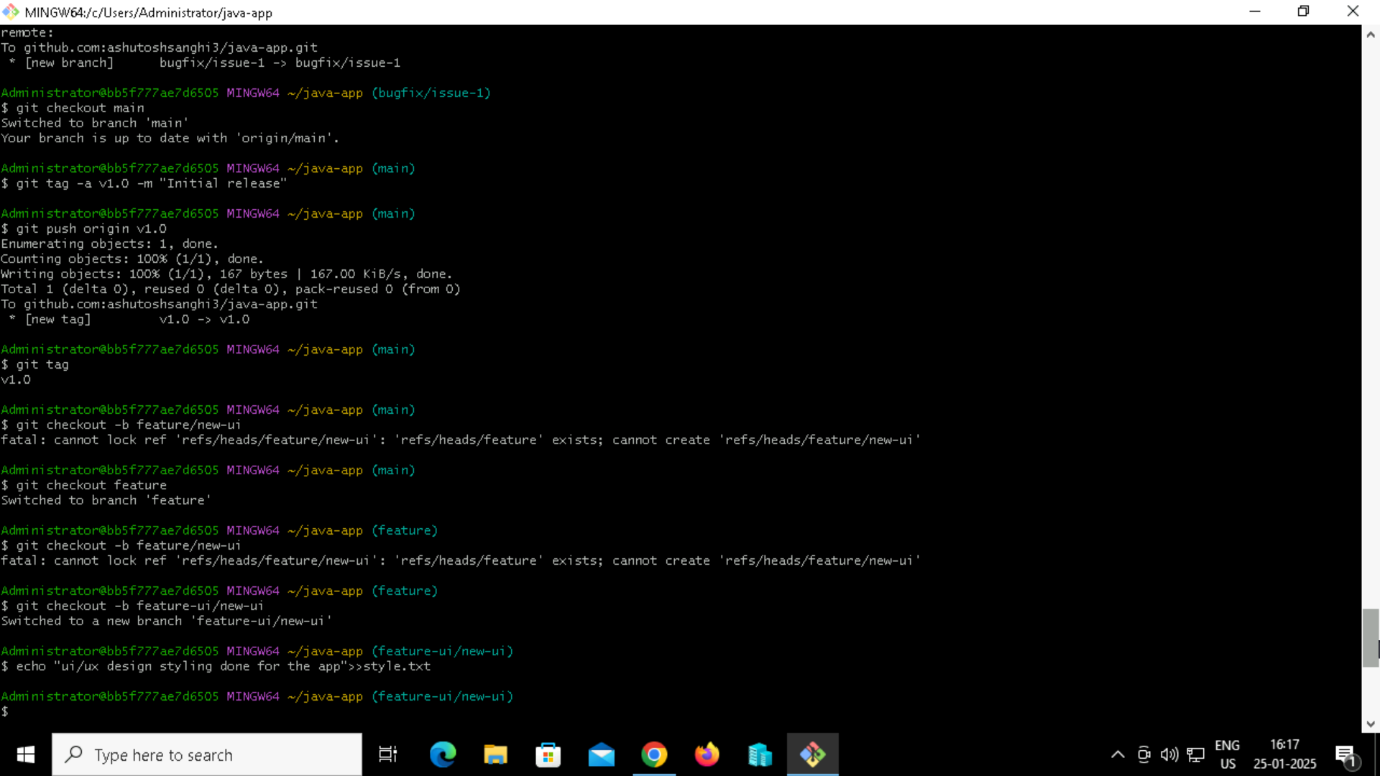 MINGW64:/c/Users/Administrator/java-app
remote:
To github.com:ashutoshsanghi3/java-app.git
 * [new branch]      bugfix/issue-1 -> bugfix/issue-1
Administrator@bb5f777ae7d6505 MINGW64 ~/java-app (bugfix/issue-1)
$ git checkout main
Switched to branch 'main'
Your branch is up to date with 'origin/main'.
Administrator@bb5f777ae7d6505 MINGW64 ~/java-app (main)
$ git tag -a v1.0 -m "Initial release"
Administrator@bb5f777ae7d6505 MINGW64 ~/java-app (main)
$ git push origin v1.0
Enumerating objects: 1, done.
Counting objects: 100% (1/1), done.
Writing objects: 100% (1/1), 167 bytes | 167.00 KiB/s, done.
Total 1 (delta 0), reused 0 (delta 0), pack-reused 0 (from 0)
To github.com:ashutoshsanghi3/java-app.git
 * [new tag]         v1.0 -> v1.0
Administrator@bb5f777ae7d6505 MINGW64 ~/java-app (main)
$ git tag
v1.0
Administrator@bb5f777ae7d6505 MINGW64 ~/java-app (main)
$ git checkout -b feature/new-ui
fatal: cannot lock ref 'refs/heads/feature/new-ui': 'refs/heads/feature' exists; cannot create 'refs/heads/feature/new-ui'
Administrator@bb5f777ae7d6505 MINGW64 ~/java-app (main)
$ git checkout feature
Switched to branch 'feature'
Administrator@bb5f777ae7d6505 MINGW64 ~/java-app (feature)
$ git checkout -b feature/new-ui
fatal: cannot lock ref 'refs/heads/feature/new-ui': 'refs/heads/feature' exists; cannot create 'refs/heads/feature/new-ui'
Administrator@bb5f777ae7d6505 MINGW64 ~/java-app (feature)
$ git checkout -b feature-ui/new-ui
Switched to a new branch 'feature-ui/new-ui'
Administrator@bb5f777ae7d6505 MINGW64 ~/java-app (feature-ui/new-ui)
$ echo "ui/ux design styling done for the app">>style.txt
Administrator@bb5f777ae7d6505 MINGW64 ~/java-app (feature-ui/new-ui)
$
Type here to search
ENG
US
16:17
25-01-2025
1